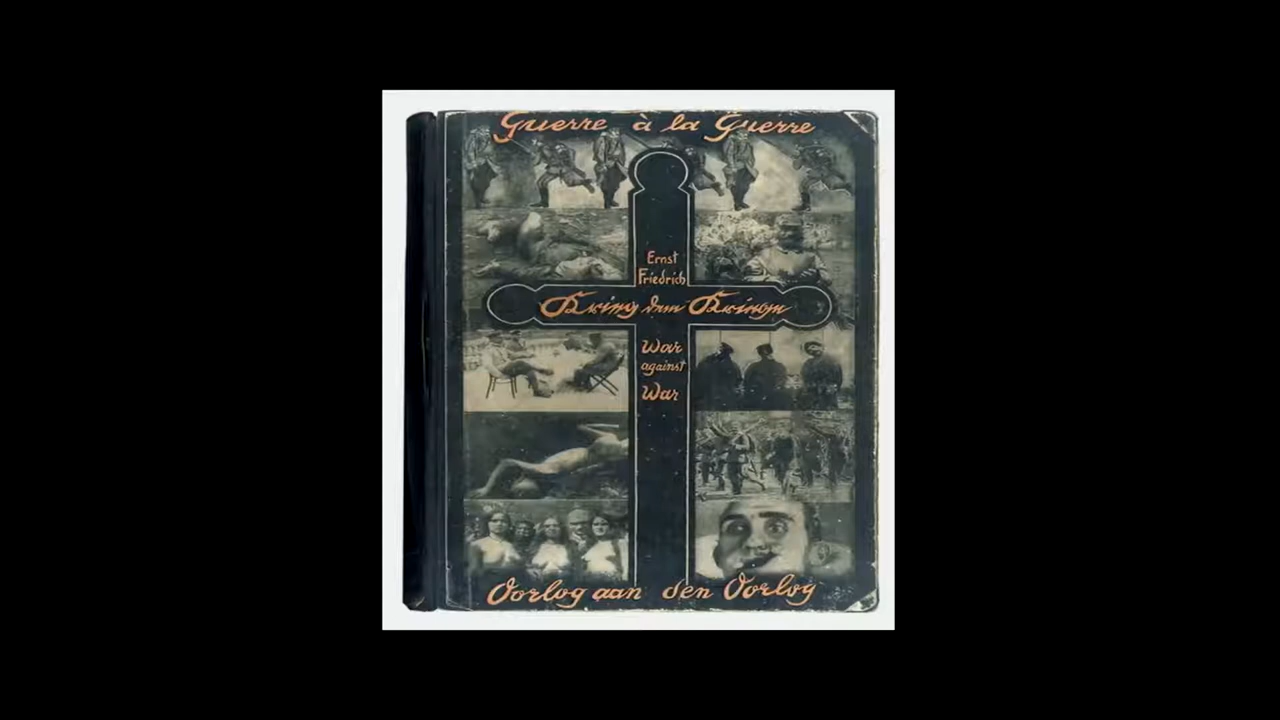 Guerre à la Guerre
Ernst
Friedrich
Krieg dem Kriege
War
against
War
Oorlog aan den Oorlog